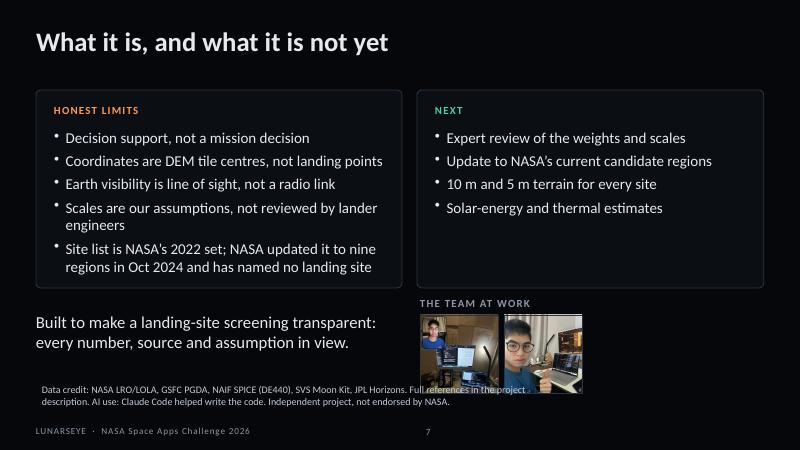 What it is, and what it is not yet
HONEST LIMITS
• Decision support, not a mission decision
• Coordinates are DEM tile centres, not landing points
• Earth visibility is line of sight, not a radio link
• Scales are our assumptions, not reviewed by lander
engineers
• Site list is NASA's 2022 set; NASA updated it to nine
regions in Oct 2024 and has named no landing site
NEXT
• Expert review of the weights and scales
• Update to NASA's current candidate regions
• 10 m and 5 m terrain for every site
• Solar-energy and thermal estimates
Built to make a landing-site screening transparent:
every number, source and assumption in view.
THE TEAM AT WORK
Data credit: NASA LRO/LOLA, GSFC PGDA, NAIF SPICE (DE440), SVS Moon Kit, JPL Horizons. Full references in the project
description. AI use: Claude Code helped write the code. Independent project, not endorsed by NASA.
LUNARSEYE · NASA Space Apps Challenge 2026
7